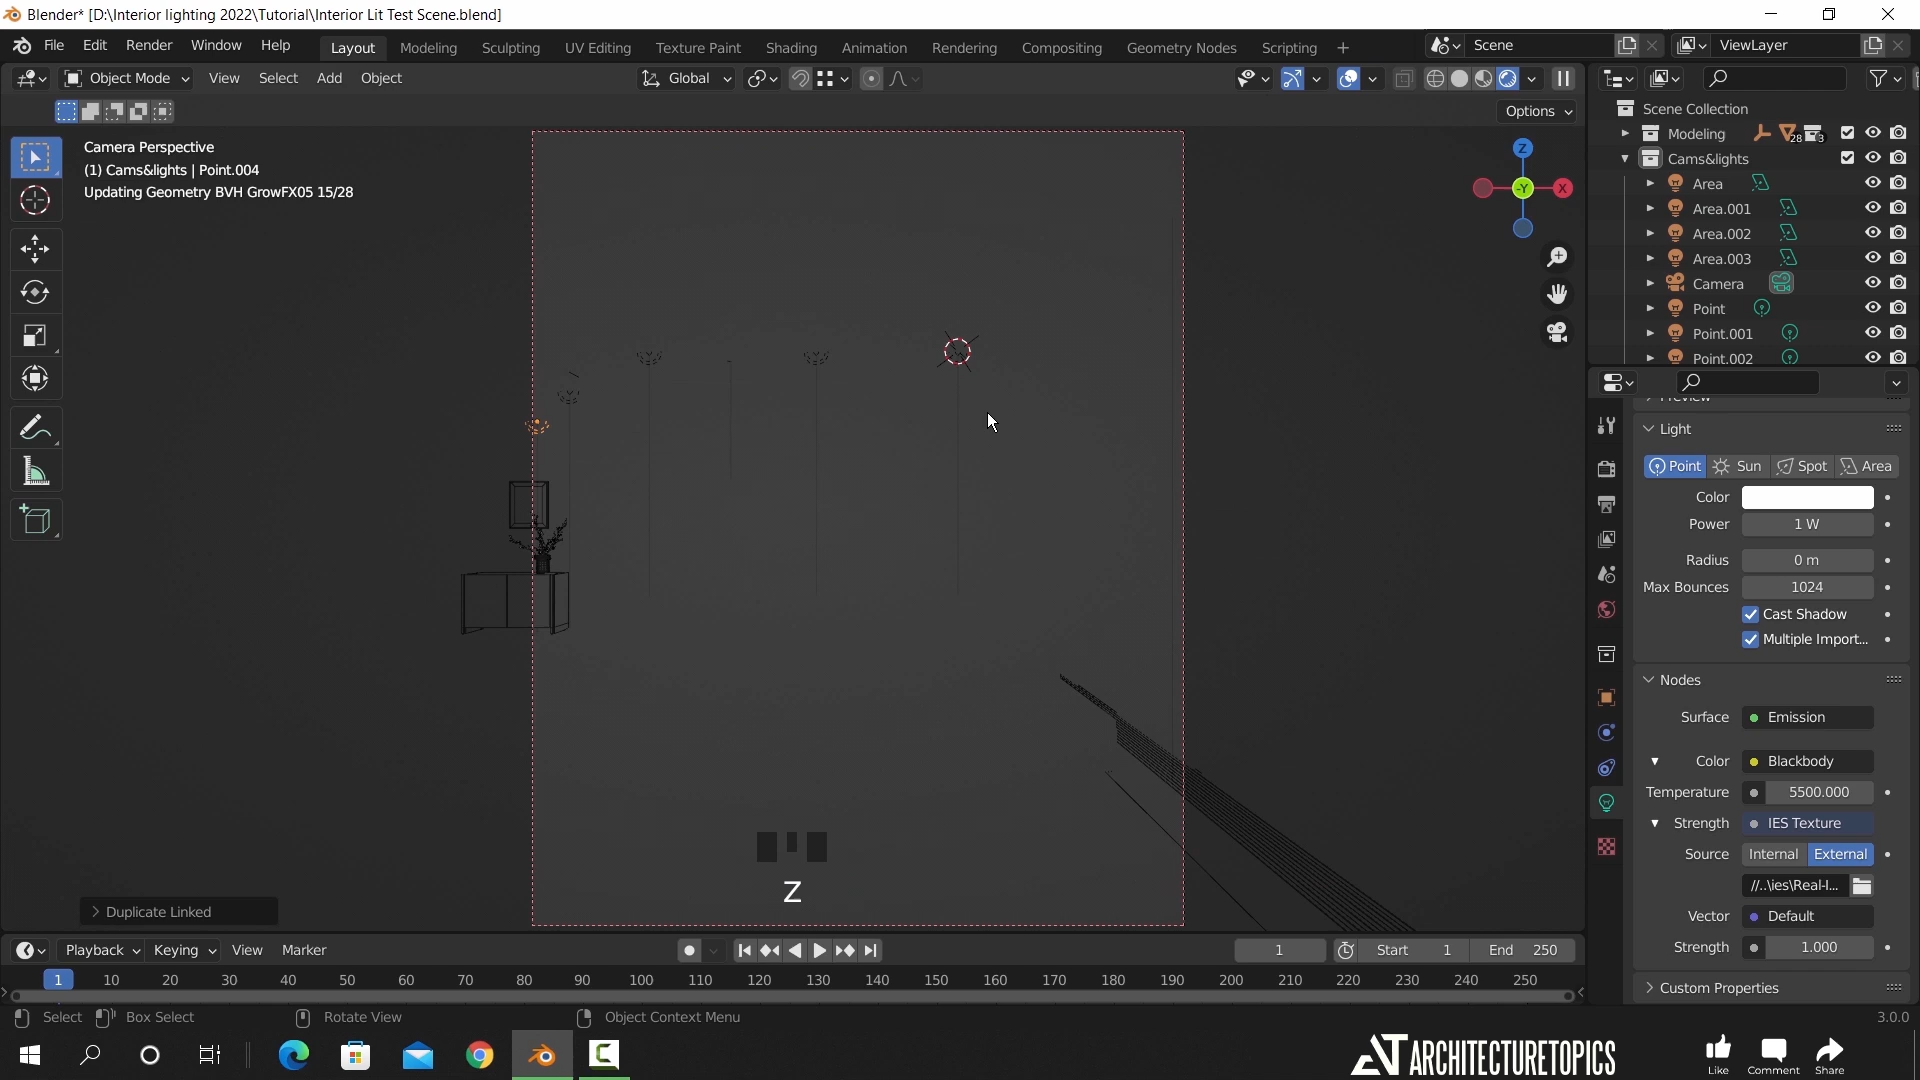 Blender* [D:\Interior lighting 2022\Tutorial\Interior Lit Test Scene.blend]
File Edit Render Window Help Layout Modeling Sculpting UV Editing Texture Paint Shading Animation Rendering Compositing Geometry Nodes Scripting + Scene ViewLayer
Object Mode View Select Add Object Global
Options
Camera Perspective
(1) Cams&lights | Point.004
Updating Geometry BVH GrowFX05 15/28
Z
X
-Y
Scene Collection
Modeling 28 3
Cams&lights
Area
Area.001
Area.002
Area.003
Camera
Point
Point.001
Point.002
Preview
Light
Point Sun Spot Area
Color
Power 1 W
Radius 0 m
Max Bounces 1024
Cast Shadow
Multiple Import...
Nodes
Surface Emission
Color Blackbody
Temperature 5500.000
Strength IES Texture
Source Internal External
//..\ies\Real-I...
Vector Default
Strength 1.000
Custom Properties
Z
Duplicate Linked
Playback Keying View Marker 1 Start 1 End 250
1 10 20 30 40 50 60 70 80 90 100 110 120 130 140 150 160 170 180 190 200 210 220 230 240 250
Select Box Select Rotate View Object Context Menu 3.0.0
ARCHITECTURETOPICS
Like Comment Share